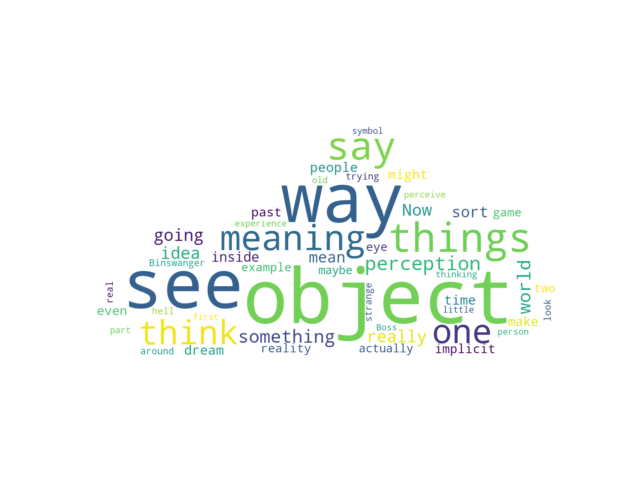 symbol
say
people
trying
might
old
way
perceive
past
Now
sort
game
experience
going
meaning
things
eye
idea
inside
mean
Binswanger
example
maybe
perception
thinking
world
see
object
real
strange
time
two
little
look
even
hell
first
Boss
make
part
think
something
really
one
person
around
dream
reality
actually
implicit